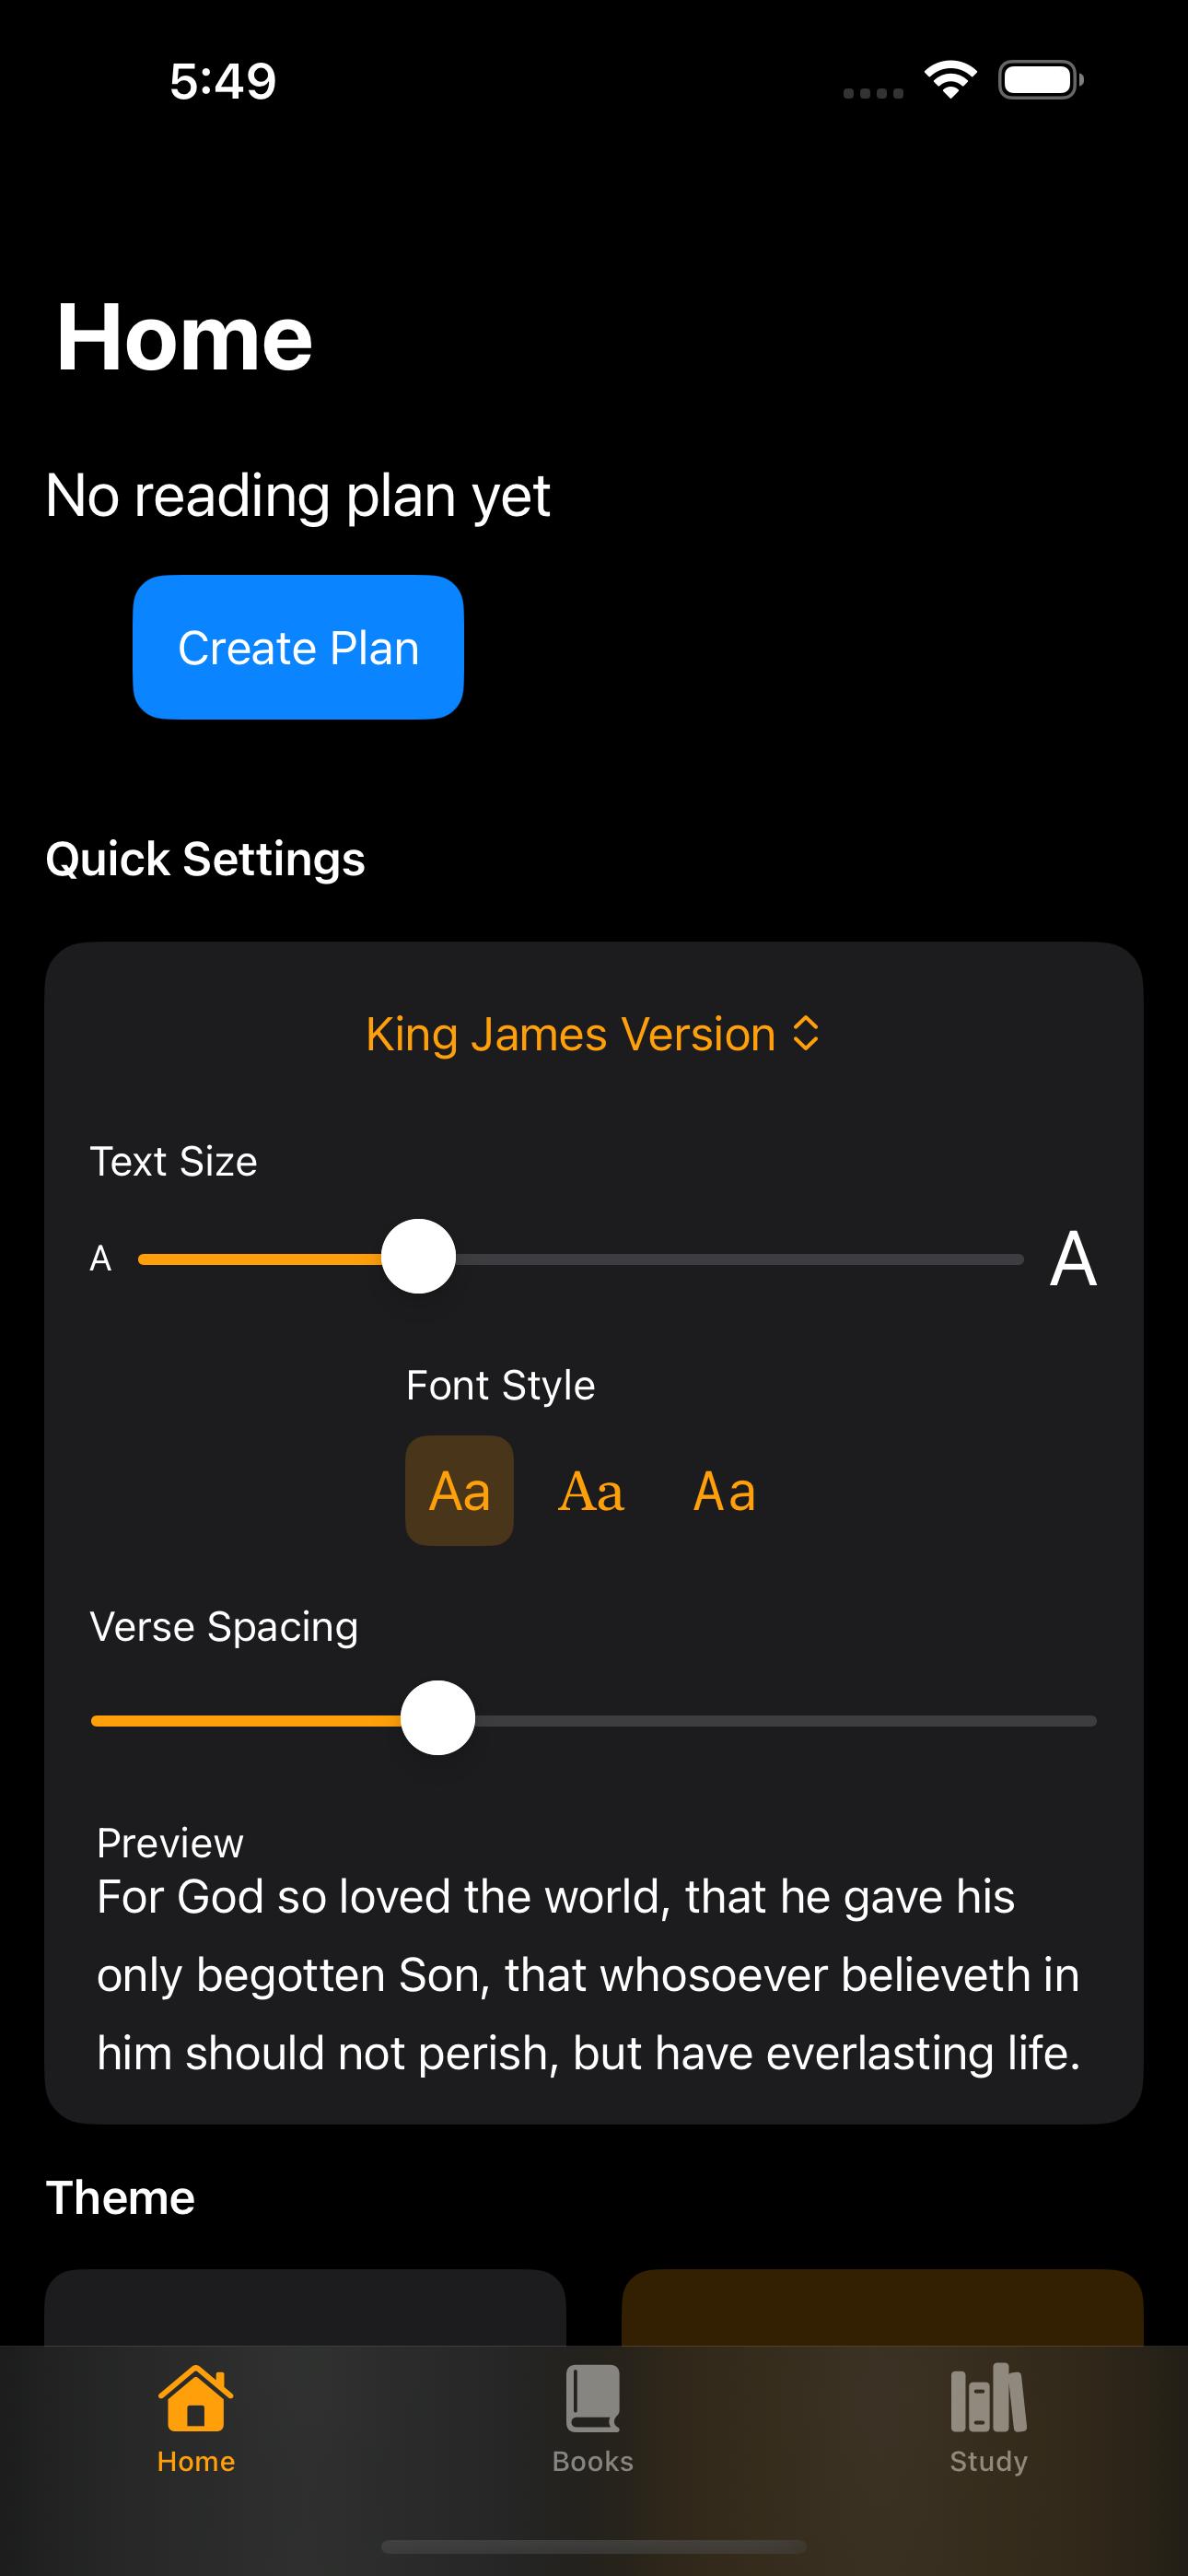 5:49
Home
No reading plan yet
Create Plan
Quick Settings
King James Version
Text Size
A A
Font Style
Aa Aa Aa
Verse Spacing
Preview
For God so loved the world, that he gave his
only begotten Son, that whosoever believeth in
him should not perish, but have everlasting life.
Theme
Home Books Study